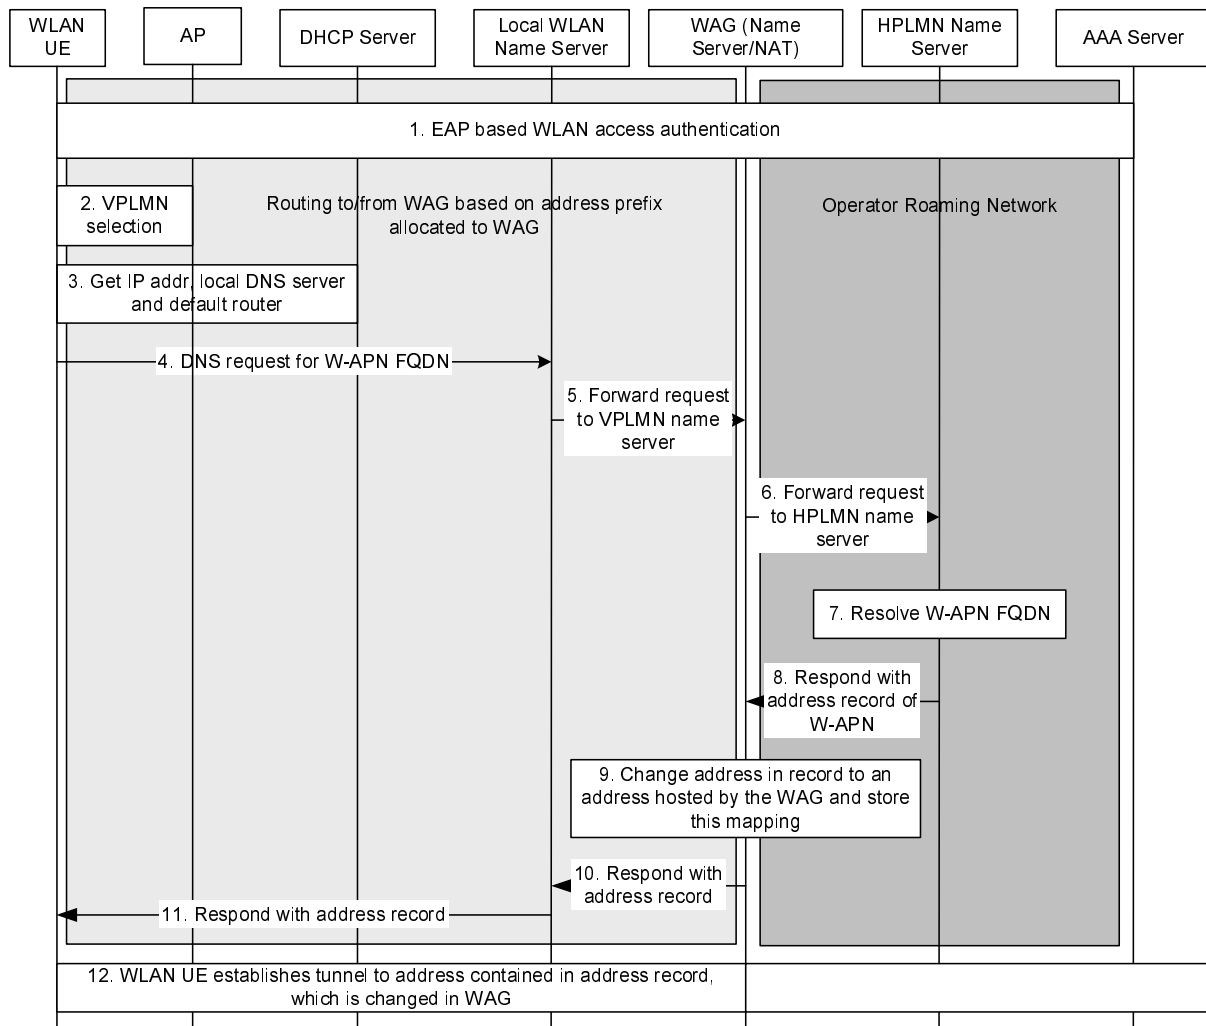 WLAN
UE
AP
DHCP Server
Local WLAN
Name Server
WAG (Name
Server/NAT)
HPLMN Name
Server
AAA Server
1. EAP based WLAN access authentication
2. VPLMN
selection
Routing to/from WAG based on address prefix
allocated to WAG
Operator Roaming Network
3. Get IP addr, local DNS server
and default router
4. DNS request for W-APN FQDN
5. Forward request
to VPLMN name
server
6. Forward request
to HPLMN name
server
7. Resolve W-APN FQDN
8. Respond with
address record of
W-APN
9. Change address in record to an
address hosted by the WAG and store
this mapping
10. Respond with
address record
11. Respond with address record
12. WLAN UE establishes tunnel to address contained in address record,
which is changed in WAG